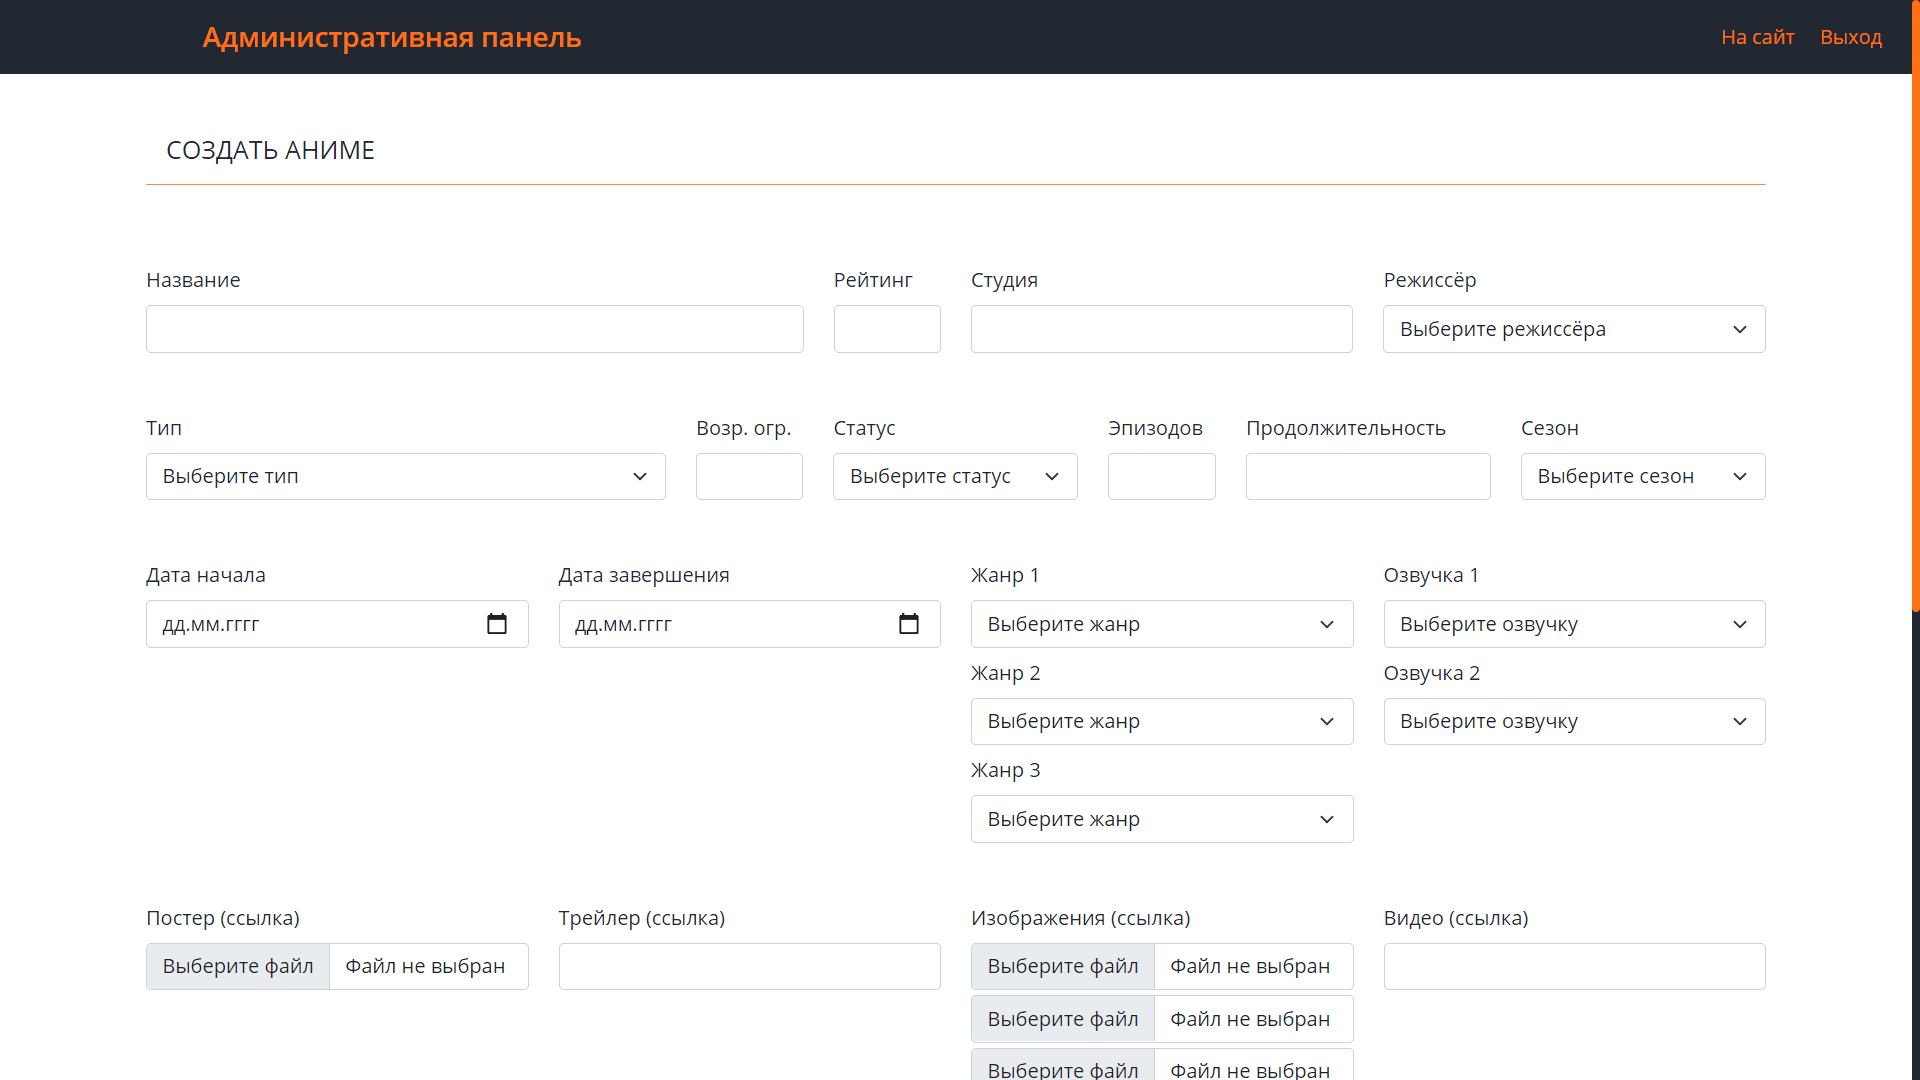 Административная панель
На сайт
Выход
СОЗДАТЬ АНИМЕ
Название
Рейтинг
Студия
Режиссёр
Выберите режиссёра
Тип
Возр. огр.
Статус
Эпизодов
Продолжительность
Сезон
Выберите тип
Выберите статус
Выберите сезон
Дата начала
Дата завершения
Жанр 1
Озвучка 1
дд.мм.гггг
дд.мм.гггг
Выберите жанр
Выберите озвучку
Жанр 2
Озвучка 2
Выберите жанр
Выберите озвучку
Жанр 3
Выберите жанр
Постер (ссылка)
Трейлер (ссылка)
Изображения (ссылка)
Видео (ссылка)
Выберите файл
Файл не выбран
Выберите файл
Файл не выбран
Выберите файл
Файл не выбран
Выберите файл
Файл не выбран